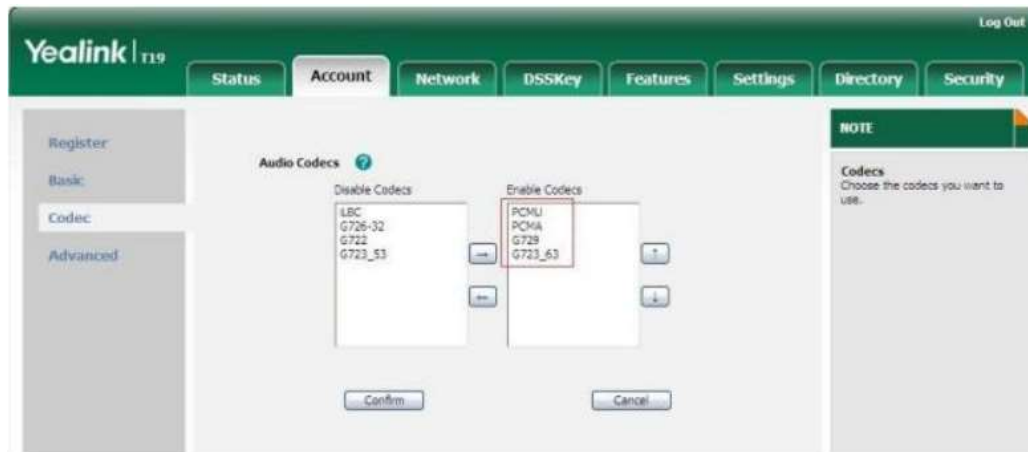 Log Out
Yealink | T19
Status Account Network DSSKey Features Settings Directory Security
Register
Basic
Codec
Advanced
Audio Codecs ?
Disable Codecs Enable Codecs
iLBC
G726-32
G722
G723_53
PCMU
PCMA
G729
G723_63
→
←
↑
↓
Confirm Cancel
NOTE
Codecs
Choose the codecs you want to
use.